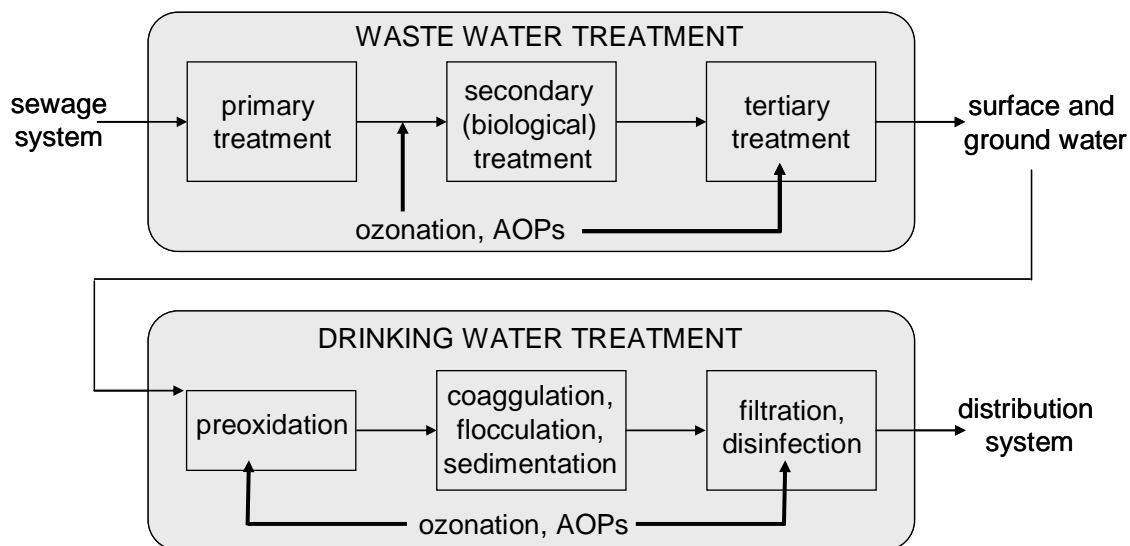 WASTE WATER TREATMENT
sewage
system
primary
treatment
secondary
(biological)
treatment
tertiary
treatment
surface and
ground water
ozonation, AOPs
DRINKING WATER TREATMENT
preoxidation
coaggulation,
flocculation,
sedimentation
filtration,
disinfection
distribution
system
ozonation, AOPs